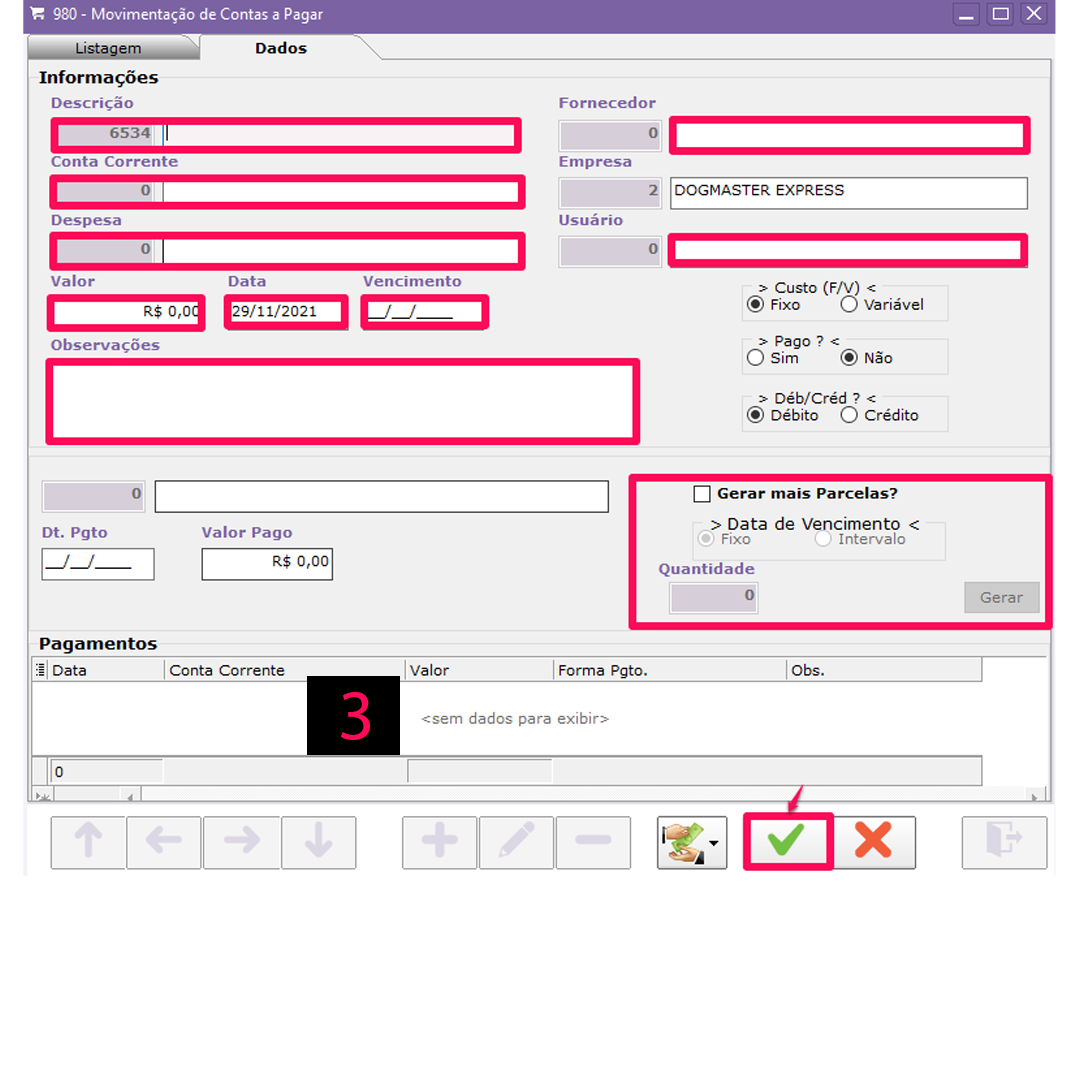 980 - Movimentação de Contas a Pagar
Listagem
Dados
Informações
Descrição
Fornecedor
6534
0
Conta Corrente
Empresa
0
2
DOGMASTER EXPRESS
Despesa
Usuário
0
0
Valor
Data
Vencimento
R$ 0,00
29/11/2021
__/__/____
> Custo (F/V) <
Fixo
Variável
Observações
> Pago ? <
Sim
Não
> Déb/Créd ? <
Débito
Crédito
0
Gerar mais Parcelas?
Dt. Pgto
Valor Pago
> Data de Vencimento <
Fixo
Intervalo
__/__/____
R$ 0,00
Quantidade
0
Gerar
Pagamentos
Data
Conta Corrente
Valor
Forma Pgto.
Obs.
3
<sem dados para exibir>
0